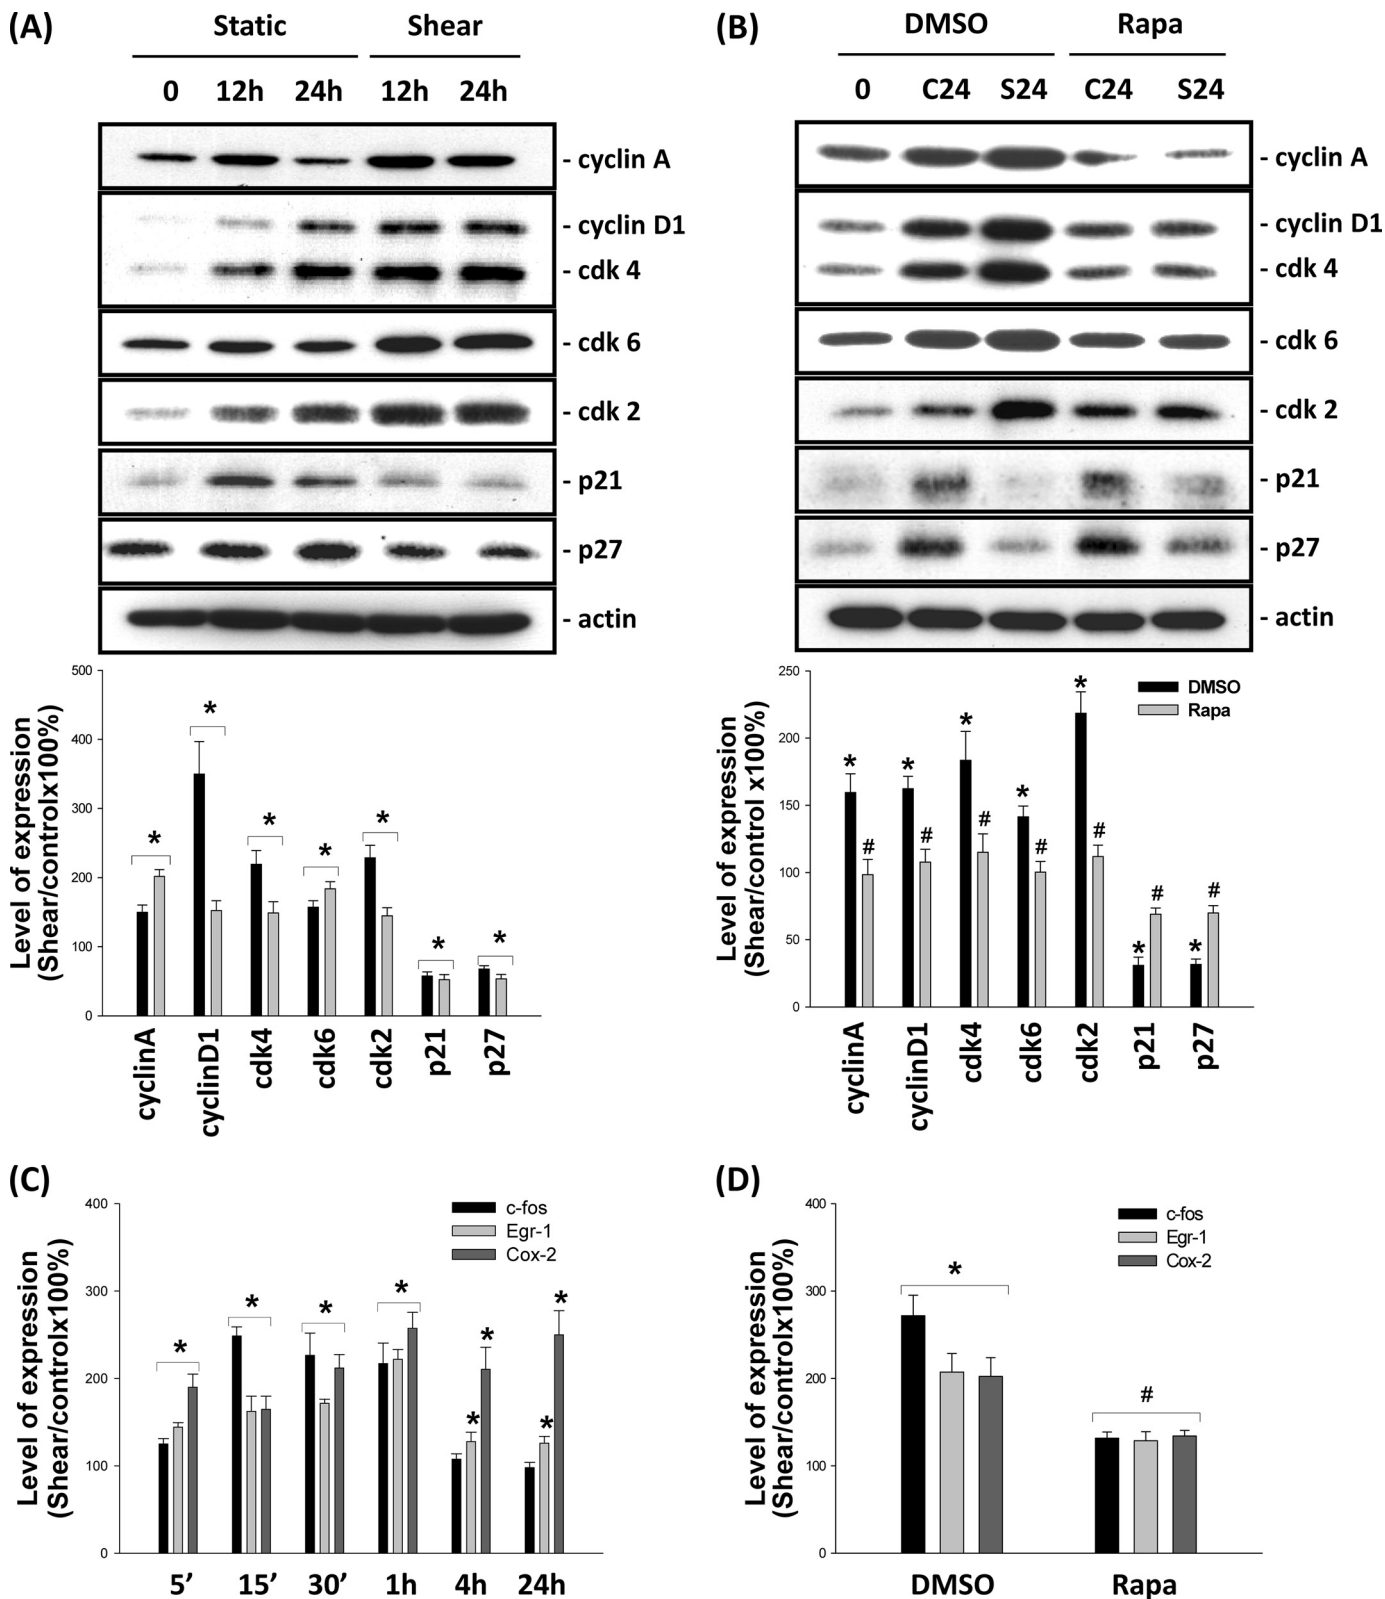 (A)
Static Shear
0 12h 24h 12h 24h
- cyclin A
- cyclin D1
- cdk 4
- cdk 6
- cdk 2
- p21
- p27
- actin
500
400
300
200
100
0
Level of expression
(Shear/controlx100%)
* * * * * * *
cyclinA cyclinD1 cdk4 cdk6 cdk2 p21 p27
(B)
DMSO Rapa
0 C24 S24 C24 S24
- cyclin A
- cyclin D1
- cdk 4
- cdk 6
- cdk 2
- p21
- p27
- actin
250
200
150
100
50
0
Level of expression
(Shear/control x100%)
DMSO
Rapa
* # * # * # * # * # * # * #
cyclinA cyclinD1 cdk4 cdk6 cdk2 p21 p27
(C)
400
300
200
100
0
Level of expression
(Shear/controlx100%)
c-fos
Egr-1
Cox-2
* * * * * * * *
5’ 15’ 30’ 1h 4h 24h
(D)
400
300
200
100
0
Level of expression
(Shear/controlx100%)
c-fos
Egr-1
Cox-2
* #
DMSO Rapa